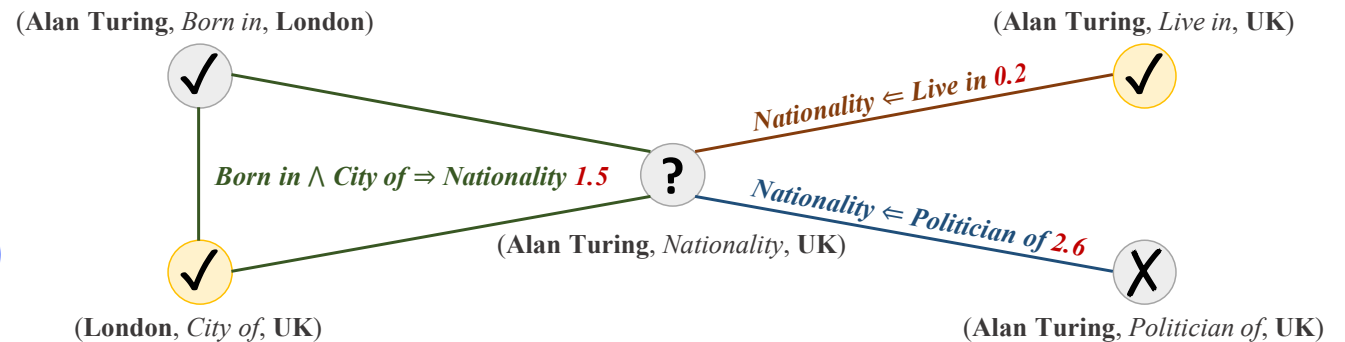 (Alan Turing, Born in, London)
(Alan Turing, Live in, UK)
Nationality ⇐ Live in 0.2
Born in ∧ City of ⇒ Nationality 1.5
?
Nationality ⇐ Politician of 2.6
(Alan Turing, Nationality, UK)
(London, City of, UK)
(Alan Turing, Politician of, UK)